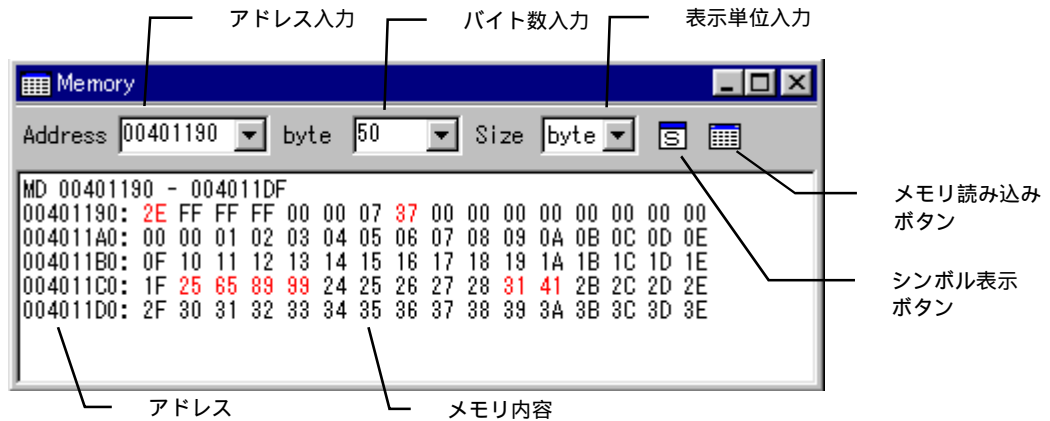 アドレス入力 バイト数入力 表示単位入力
Memory
Address 00401190 byte 50 Size byte S
MD 00401190 - 004011DF
00401190: 2E FF FF FF 00 00 07 37 00 00 00 00 00 00 00 00
004011A0: 00 00 01 02 03 04 05 06 07 08 09 0A 0B 0C 0D 0E
004011B0: 0F 10 11 12 13 14 15 16 17 18 19 1A 1B 1C 1D 1E
004011C0: 1F 25 65 89 99 24 25 26 27 28 31 41 2B 2C 2D 2E
004011D0: 2F 30 31 32 33 34 35 36 37 38 39 3A 3B 3C 3D 3E
メモリ読み込み
ボタン
シンボル表示
ボタン
アドレス メモリ内容